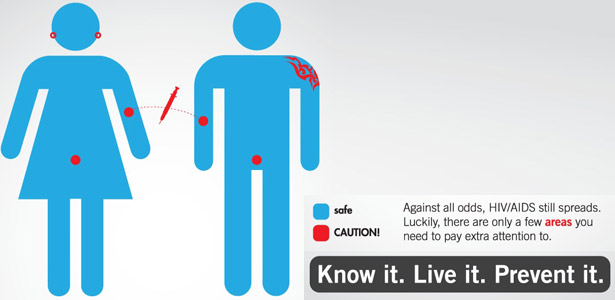 safe
CAUTION!
Against all odds, HIV/AIDS still spreads.
Luckily, there are only a few areas you
need to pay extra attention to.
Know it. Live it. Prevent it.